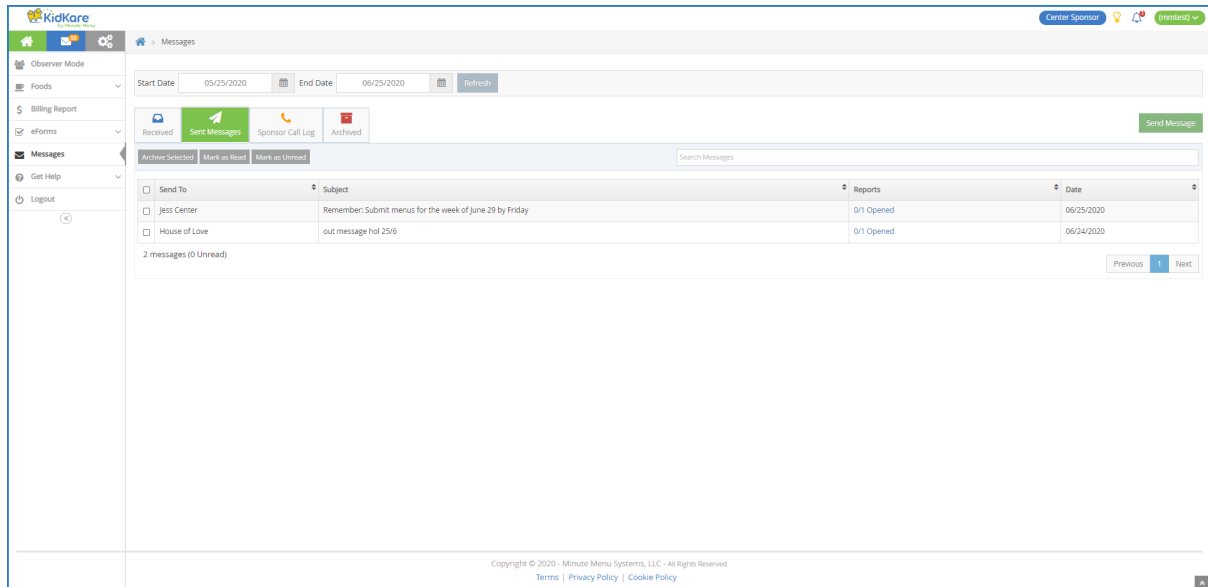 KidKare
by Minute Menu
Center Sponsor
(mmtest)
Messages
Observer Mode
Foods
Billing Report
eForms
Messages
Get Help
Logout
Start Date 05/25/2020 End Date 06/25/2020 Refresh
Received Sent Messages Sponsor Call Log Archived
Send Message
Archive Selected Mark as Read Mark as Unread Search Messages
Send To Subject Reports Date
Jess Center Remember: Submit menus for the week of June 29 by Friday 0/1 Opened 06/25/2020
House of Love out message hol 25/6 0/1 Opened 06/24/2020
2 messages (0 Unread)
Previous 1 Next
Copyright © 2020 - Minute Menu Systems, LLC - All Rights Reserved
Terms | Privacy Policy | Cookie Policy